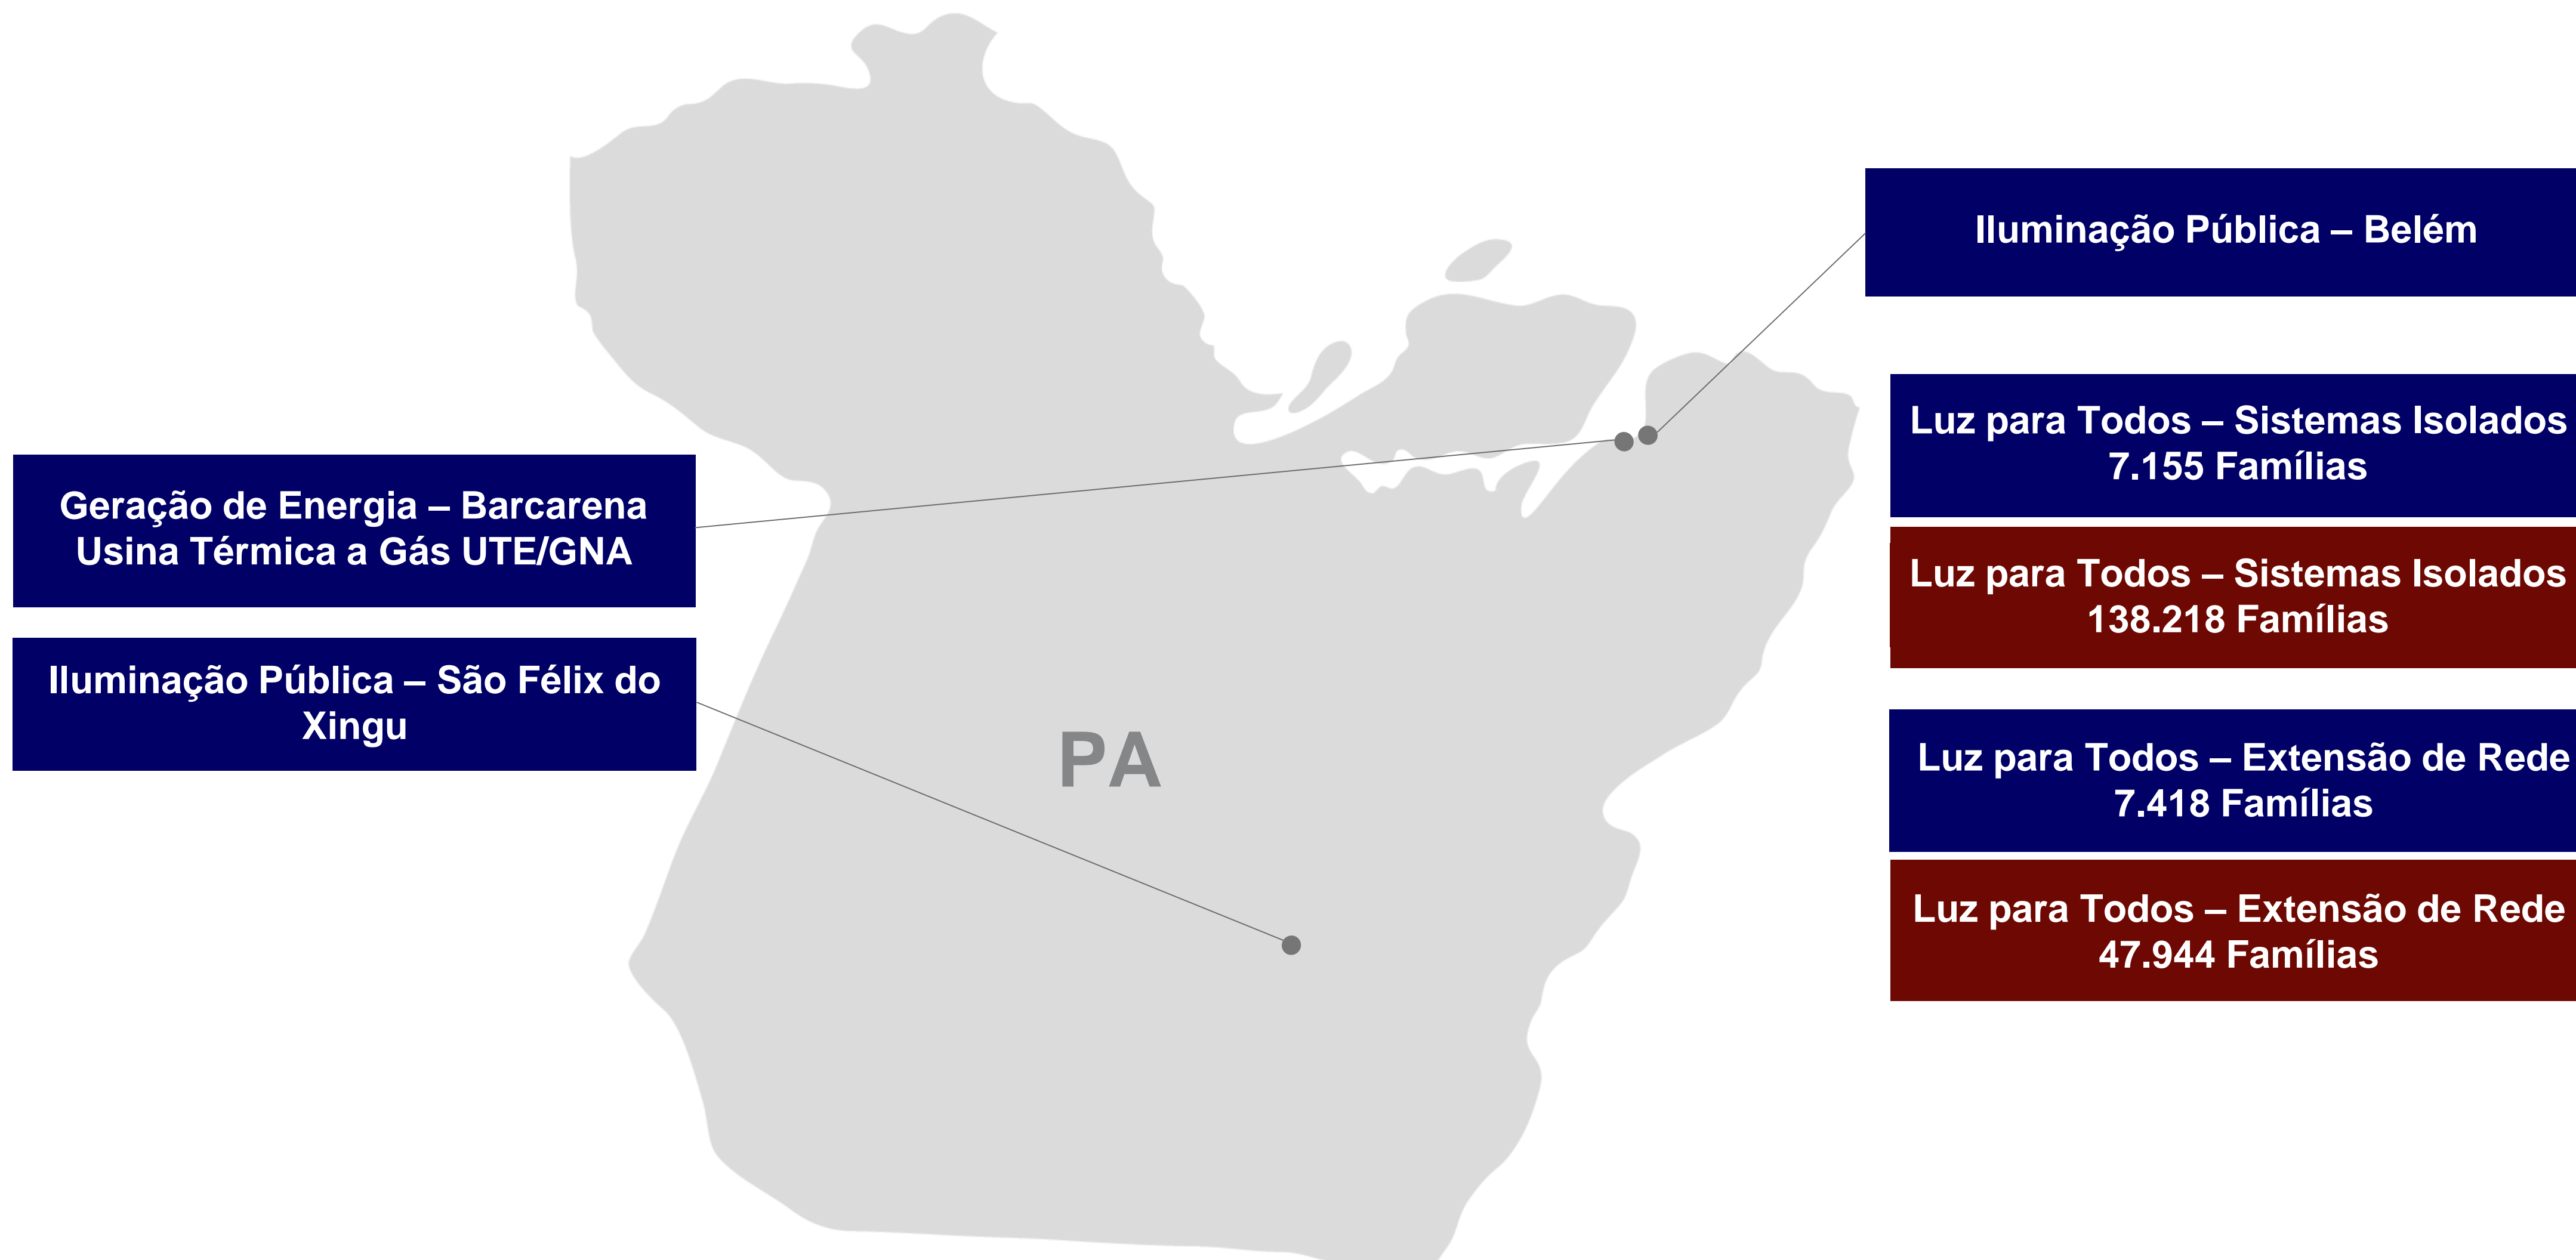 Iluminação Pública – Belém
Luz para Todos – Sistemas Isolados
7.155 Famílias
Geração de Energia – Barcarena
Usina Térmica a Gás UTE/GNA
Luz para Todos – Sistemas Isolados
138.218 Famílias
Iluminação Pública – São Félix do
Xingu
PA
Luz para Todos – Extensão de Rede
7.418 Famílias
Luz para Todos – Extensão de Rede
47.944 Famílias